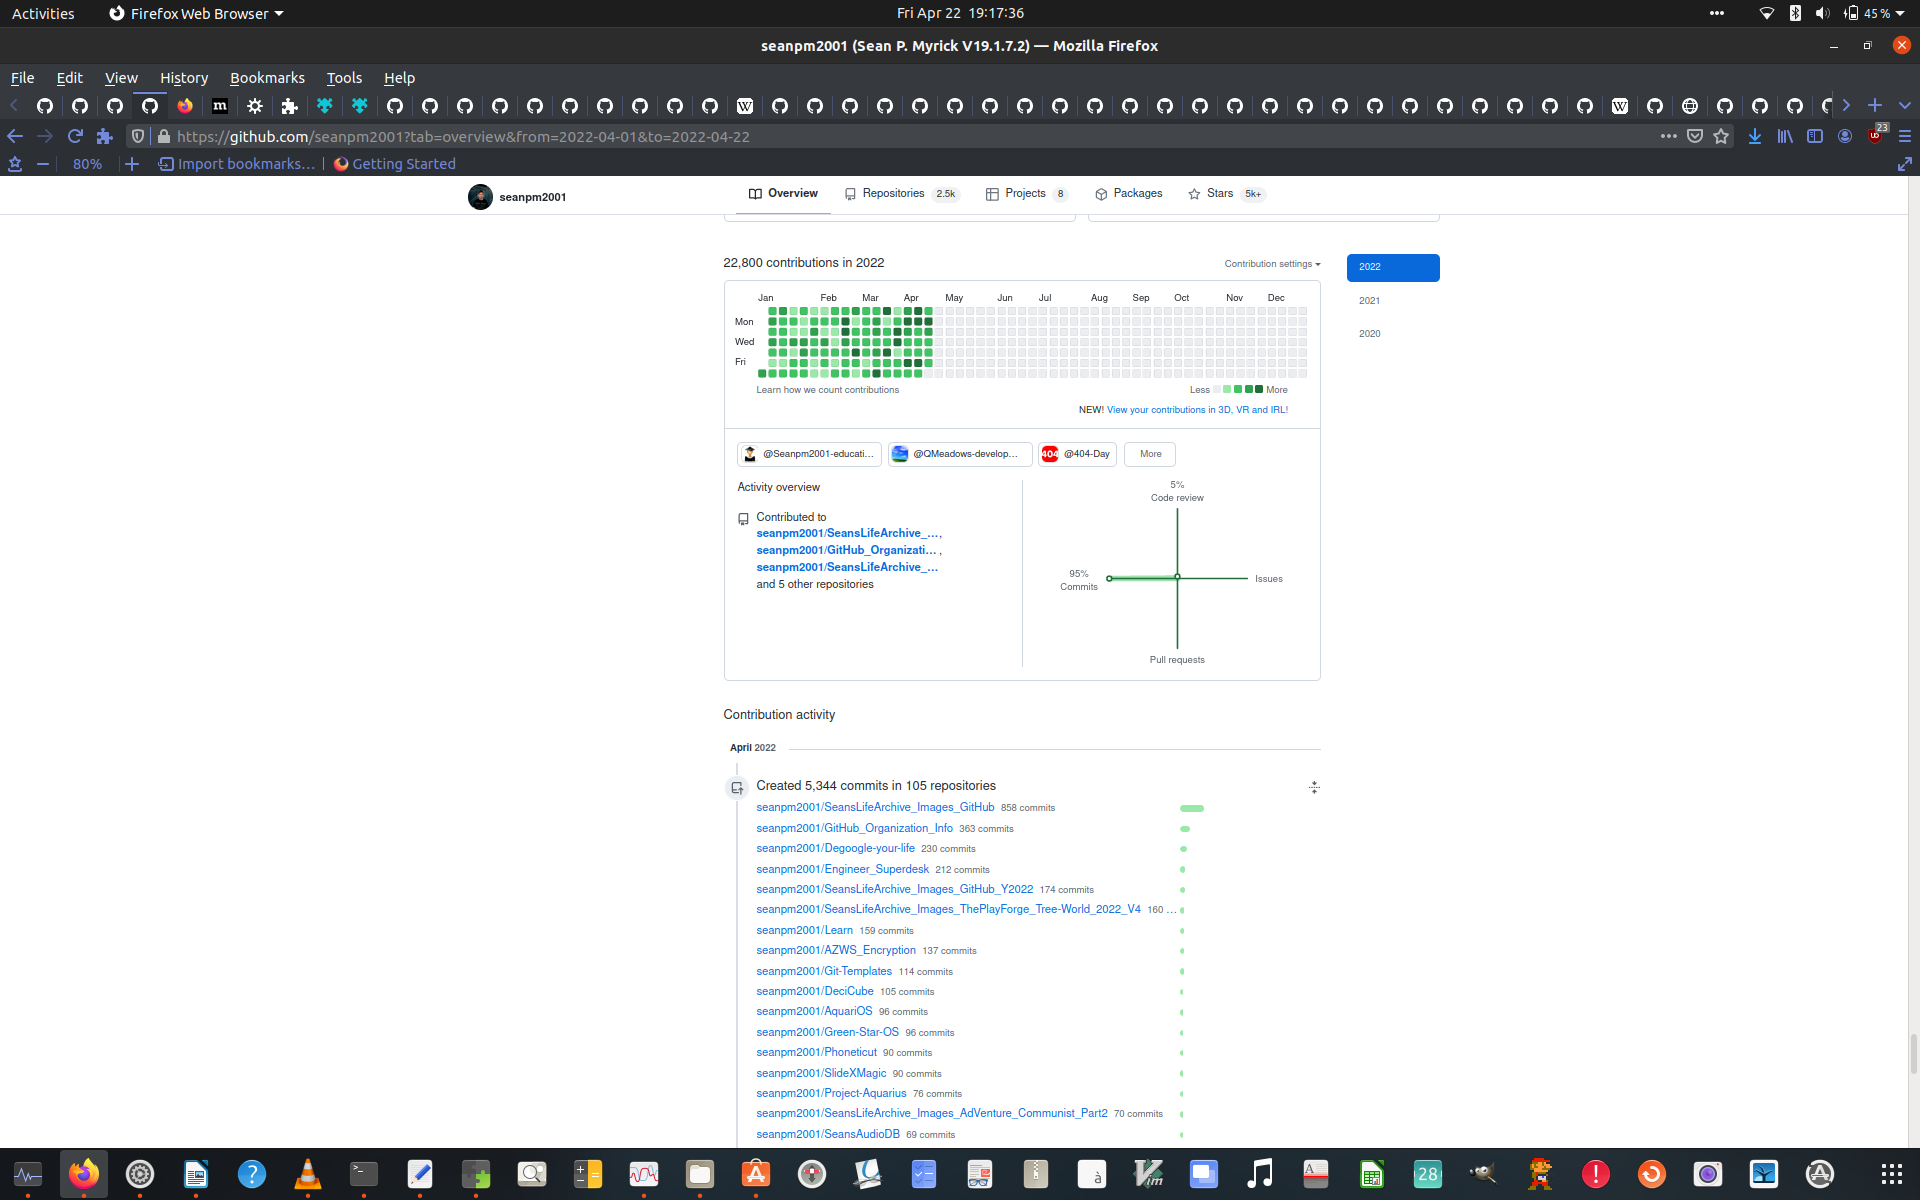 Activities
Firefox Web Browser
Fri Apr 22 19:17:36
45 %
seanpm2001 (Sean P. Myrick V19.1.7.2) — Mozilla Firefox
File Edit View History Bookmarks Tools Help
https://github.com/seanpm2001?tab=overview&from=2022-04-01&to=2022-04-22
23
80%
Import bookmarks…
Getting Started
seanpm2001
Overview
Repositories 2.5k
Projects 8
Packages
Stars 5k+
22,800 contributions in 2022
Contribution settings
2022
2021
2020
Jan Feb Mar Apr May Jun Jul Aug Sep Oct Nov Dec
Mon
Wed
Fri
Learn how we count contributions
Less More
NEW! View your contributions in 3D, VR and IRL!
@Seanpm2001-educati…
@QMeadows-develop…
404 @404-Day
More
Activity overview
Contributed to
seanpm2001/SeansLifeArchive_…,
seanpm2001/GitHub_Organizati… ,
seanpm2001/SeansLifeArchive_…
and 5 other repositories
5%
Code review
95%
Commits
Issues
Pull requests
Contribution activity
April 2022
Created 5,344 commits in 105 repositories
seanpm2001/SeansLifeArchive_Images_GitHub 858 commits
seanpm2001/GitHub_Organization_Info 363 commits
seanpm2001/Degoogle-your-life 230 commits
seanpm2001/Engineer_Superdesk 212 commits
seanpm2001/SeansLifeArchive_Images_GitHub_Y2022 174 commits
seanpm2001/SeansLifeArchive_Images_ThePlayForge_Tree-World_2022_V4 160 …
seanpm2001/Learn 159 commits
seanpm2001/AZWS_Encryption 137 commits
seanpm2001/Git-Templates 114 commits
seanpm2001/DeciCube 105 commits
seanpm2001/AquariOS 96 commits
seanpm2001/Green-Star-OS 96 commits
seanpm2001/Phoneticut 90 commits
seanpm2001/SlideXMagic 90 commits
seanpm2001/Project-Aquarius 76 commits
seanpm2001/SeansLifeArchive_Images_AdVenture_Communist_Part2 70 commits
seanpm2001/SeansAudioDB 69 commits
28